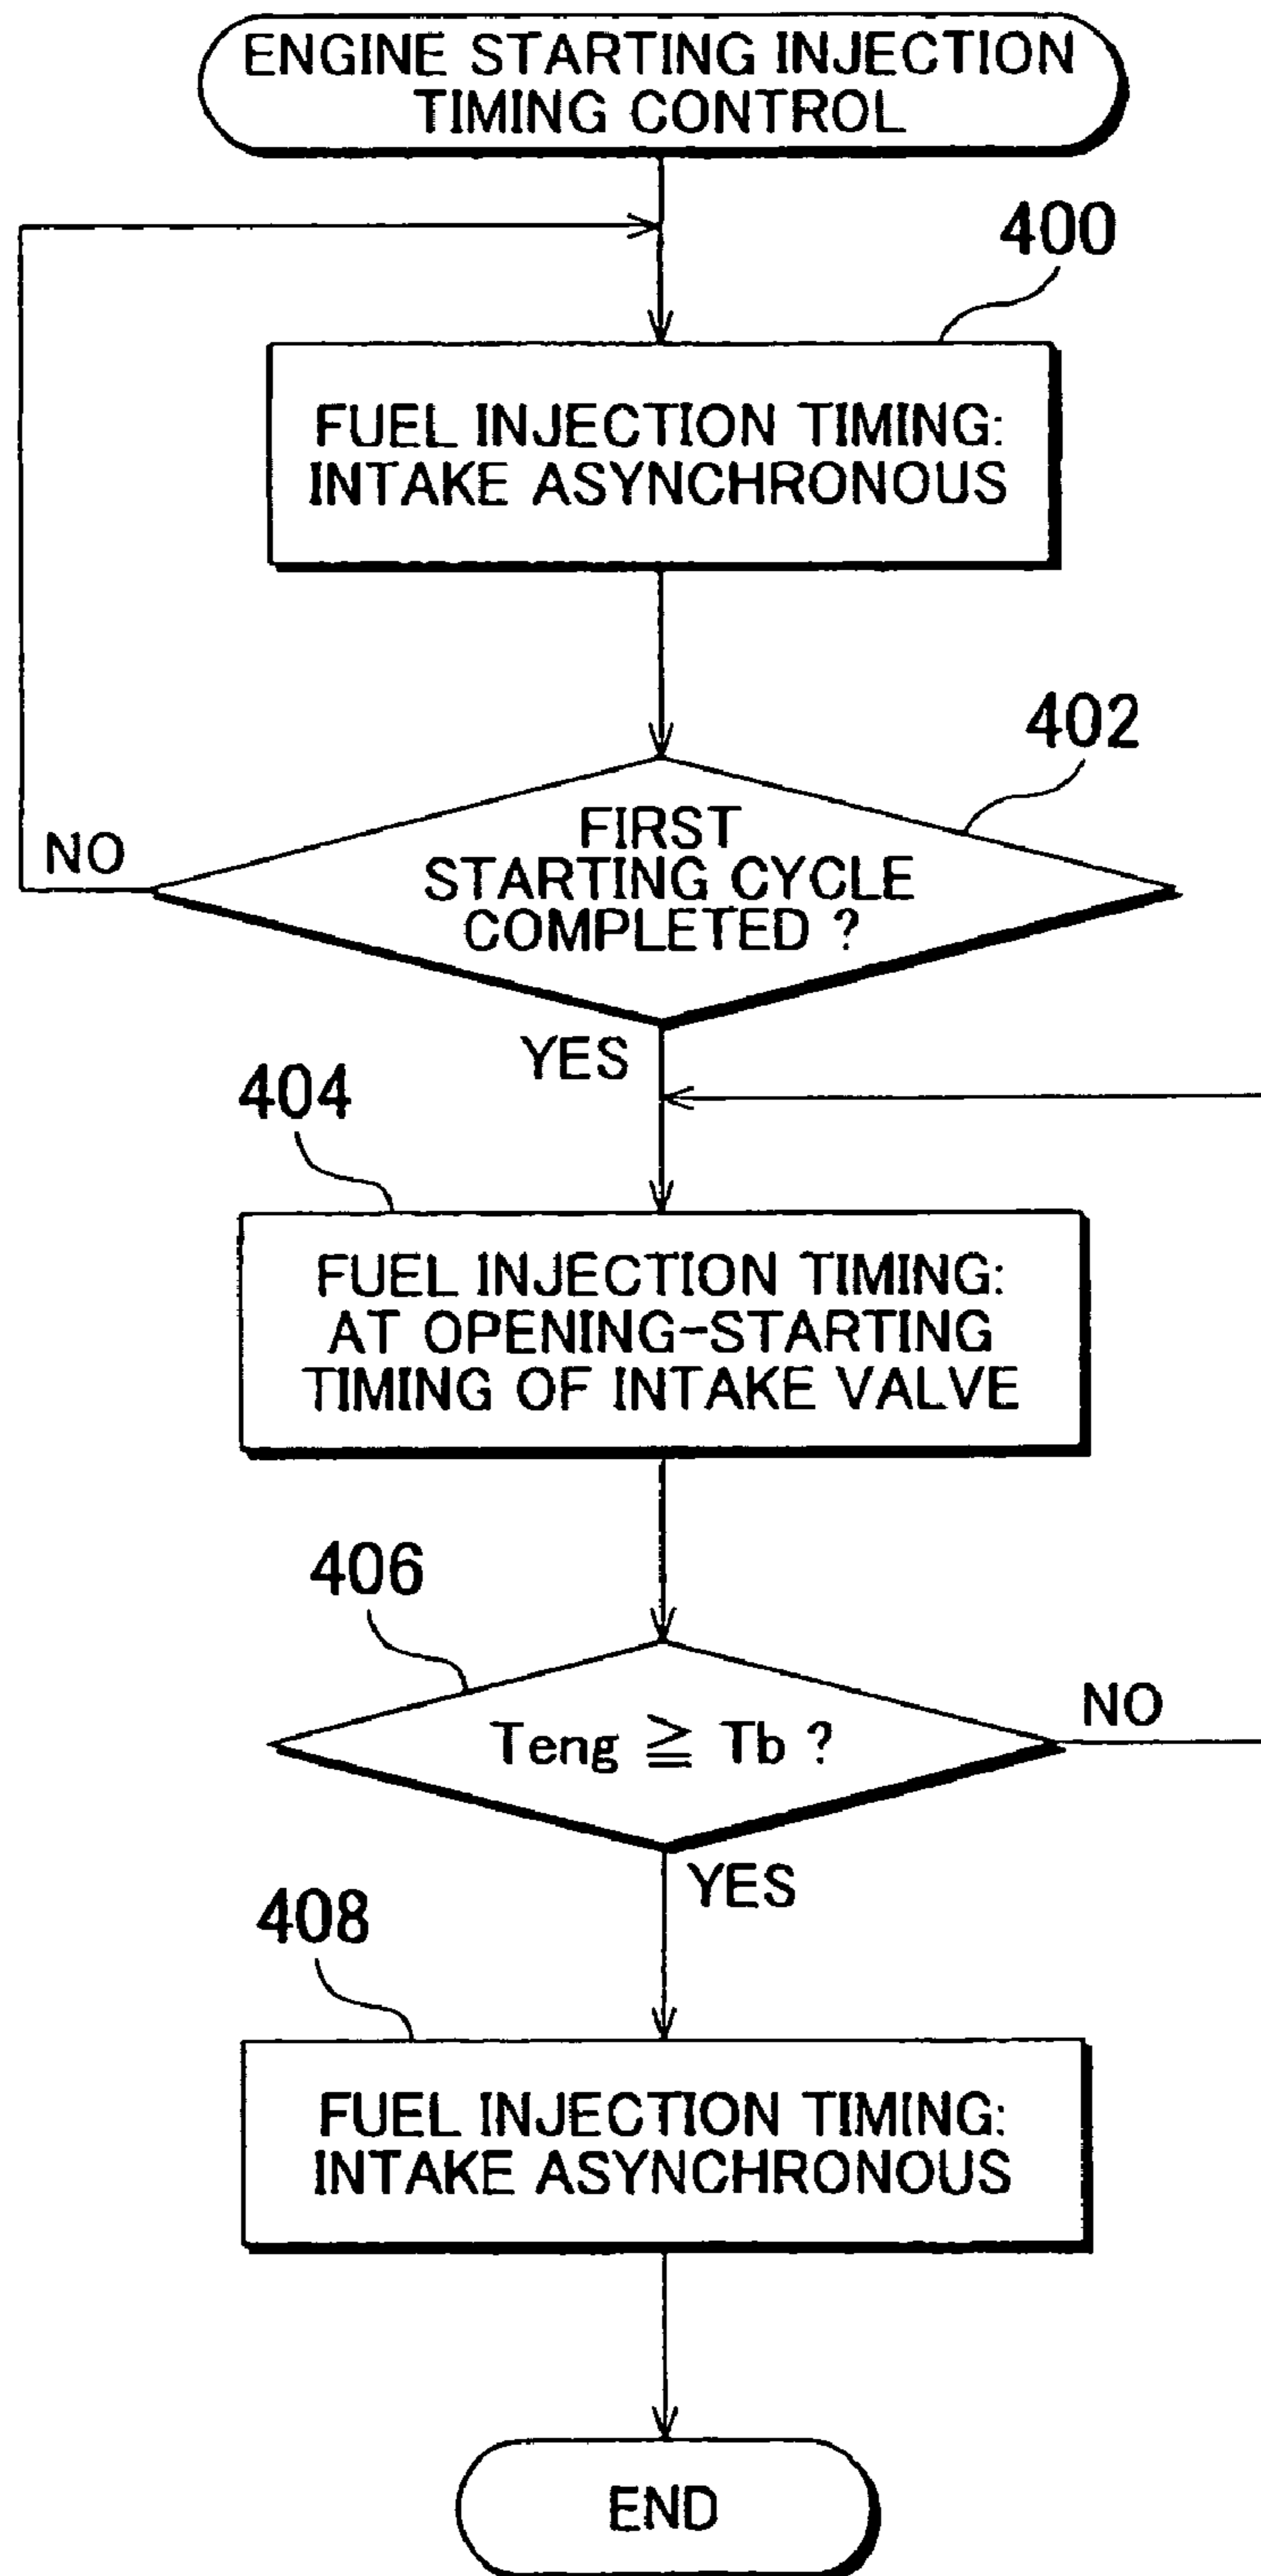 ENGINE STARTING INJECTION
TIMING CONTROL
400
FUEL INJECTION TIMING:
INTAKE ASYNCHRONOUS
402
FIRST
STARTING CYCLE
COMPLETED ?
NO
YES
404
FUEL INJECTION TIMING:
AT OPENING-STARTING
TIMING OF INTAKE VALVE
406
Teng ≧ Tb ?
NO
YES
408
FUEL INJECTION TIMING:
INTAKE ASYNCHRONOUS
END